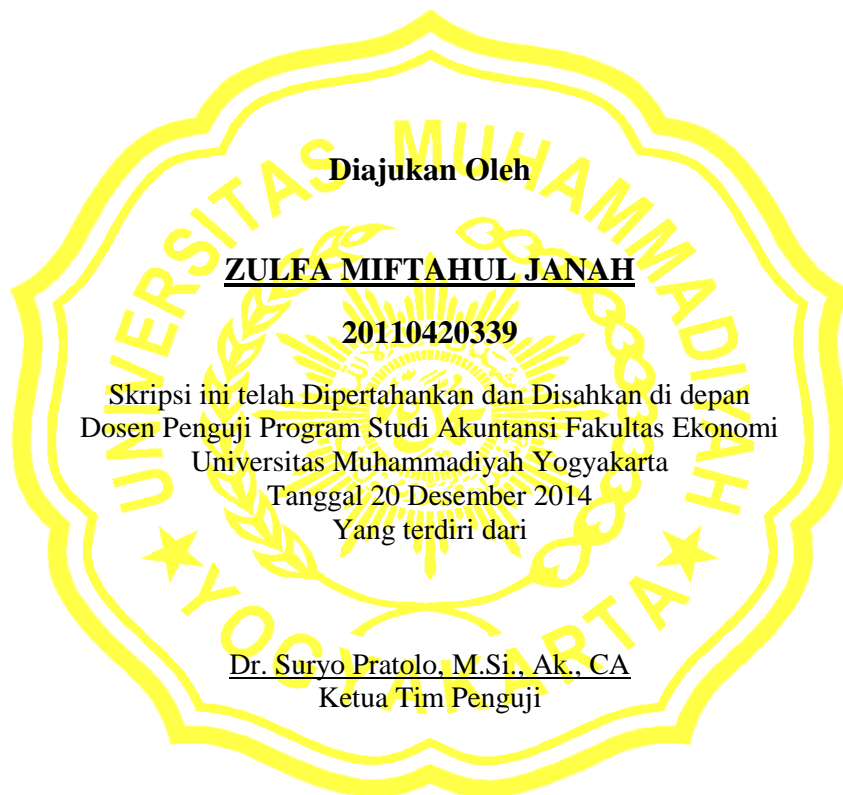 UNIVERSITAS MUHAMMADIYAH
YOGYAKARTA
Diajukan Oleh
ZULFA MIFTAHUL JANAH
20110420339
Skripsi ini telah Dipertahankan dan Disahkan di depan
Dosen Penguji Program Studi Akuntansi Fakultas Ekonomi
Universitas Muhammadiyah Yogyakarta
Tanggal 20 Desember 2014
Yang terdiri dari
Dr. Suryo Pratolo, M.Si., Ak., CA
Ketua Tim Penguji